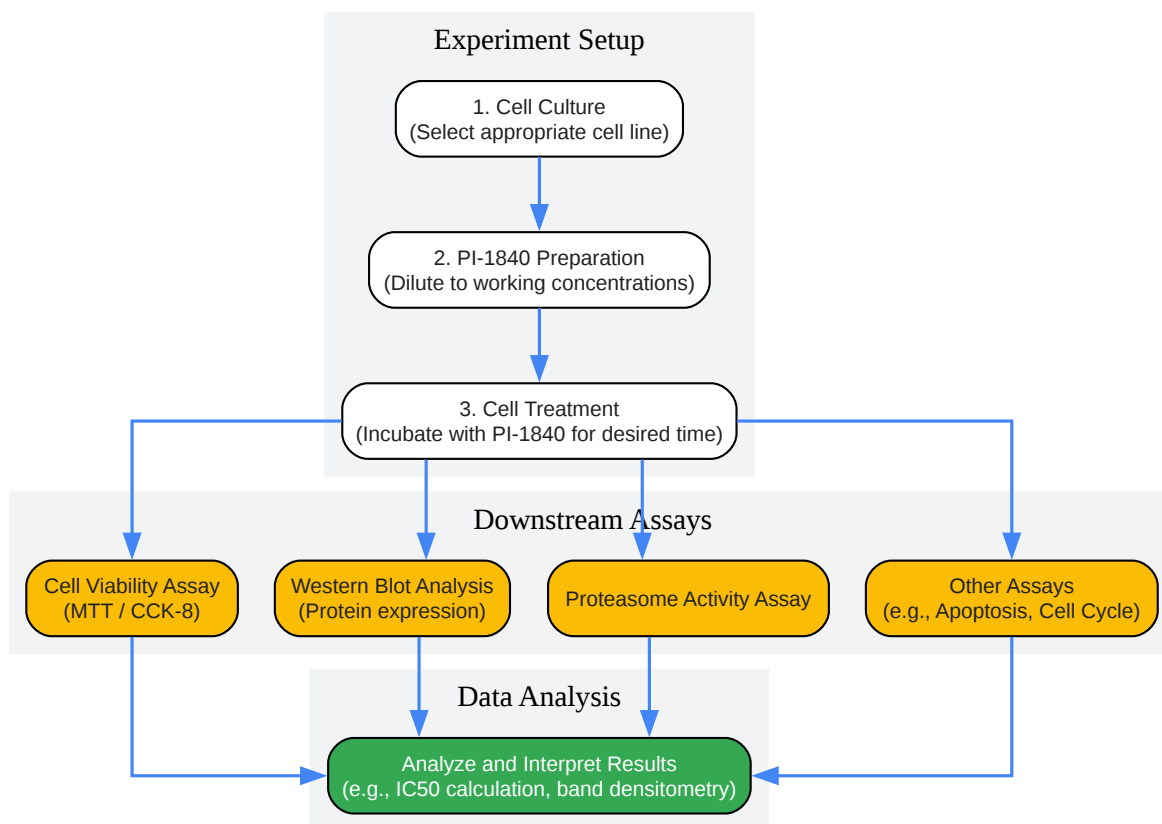 Experiment Setup
1. Cell Culture
(Select appropriate cell line)
2. PI-1840 Preparation
(Dilute to working concentrations)
3. Cell Treatment
(Incubate with PI-1840 for desired time)
Downstream Assays
Cell Viability Assay
(MTT / CCK-8)
Western Blot Analysis
(Protein expression)
Proteasome Activity Assay
Other Assays
(e.g., Apoptosis, Cell Cycle)
Data Analysis
Analyze and Interpret Results
(e.g., IC50 calculation, band densitometry)